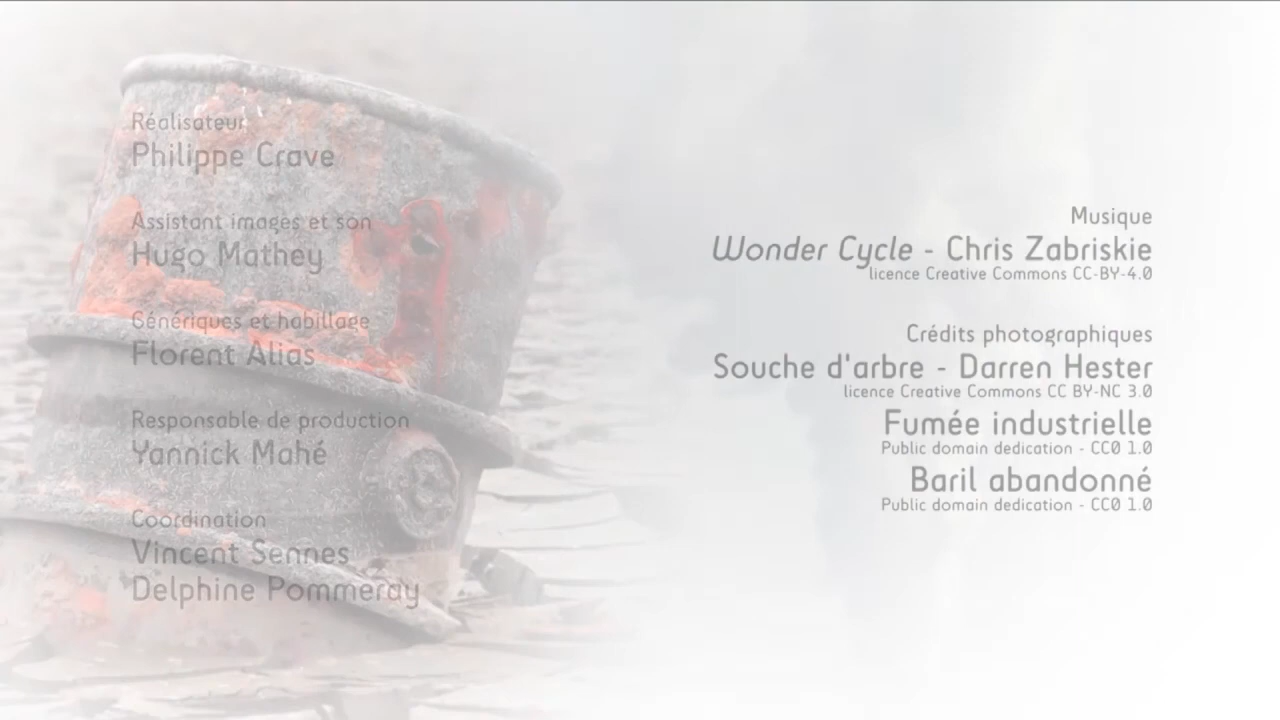 Réalisateur
Philippe Crave
Assistant images et son
Hugo Mathey
Génériques et habillage
Florent Alias
Responsable de production
Yannick Mahé
Coordination
Vincent Sennes
Delphine Pommeray
Musique
Wonder Cycle - Chris Zabriskie
licence Creative Commons CC-BY-4.0
Crédits photographiques
Souche d'arbre - Darren Hester
licence Creative Commons CC BY-NC 3.0
Fumée industrielle
Public domain dedication - CC0 1.0
Baril abandonné
Public domain dedication - CC0 1.0